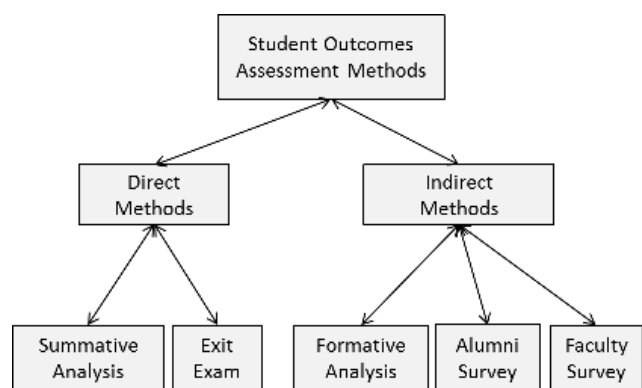 Student Outcomes
Assessment Methods
Direct
Methods
Indirect
Methods
Summative
Analysis
Exit
Exam
Formative
Analysis
Alumni
Survey
Faculty
Survey